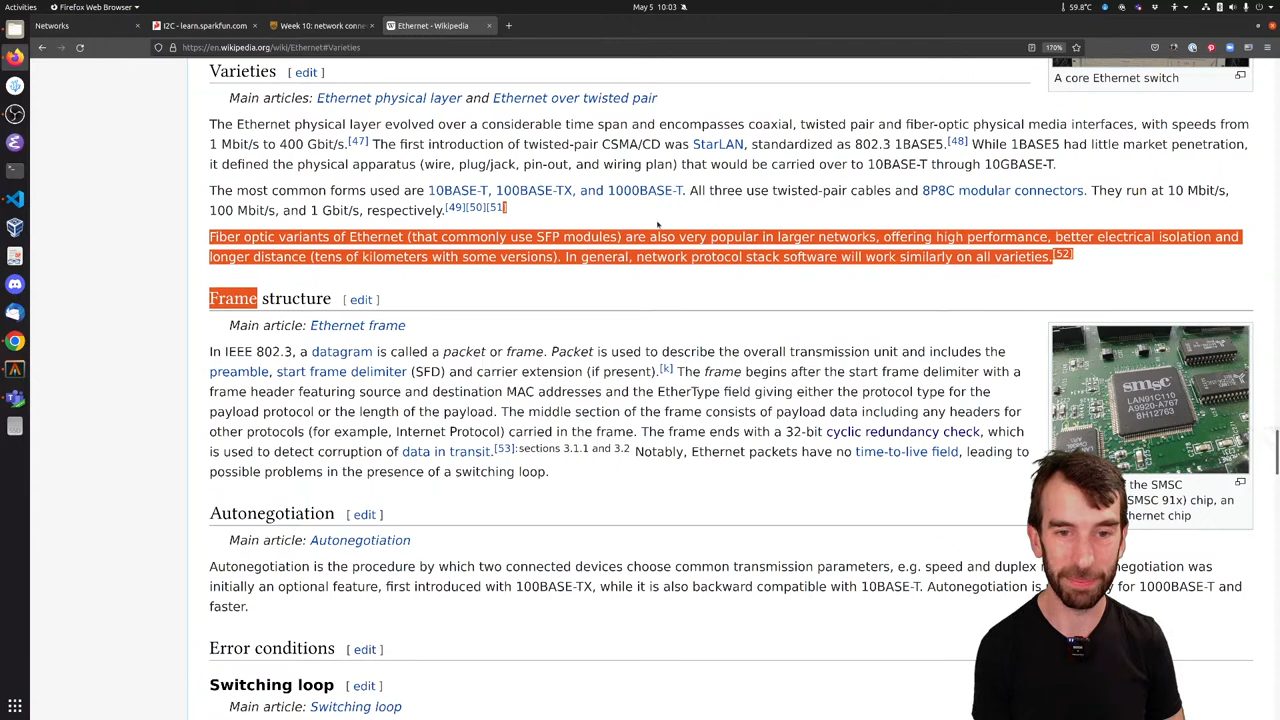 Activities
Firefox Web Browser
May 5 10:03
59.8°C
Networks
I2C - learn.sparkfun.com
Week 10: network conne
Ethernet - Wikipedia
https://en.wikipedia.org/wiki/Ethernet#Varieties
170%
Varieties [ edit ]
A core Ethernet switch
Main articles: Ethernet physical layer and Ethernet over twisted pair
The Ethernet physical layer evolved over a considerable time span and encompasses coaxial, twisted pair and fiber-optic physical media interfaces, with speeds from
1 Mbit/s to 400 Gbit/s.[47] The first introduction of twisted-pair CSMA/CD was StarLAN, standardized as 802.3 1BASE5.[48] While 1BASE5 had little market penetration,
it defined the physical apparatus (wire, plug/jack, pin-out, and wiring plan) that would be carried over to 10BASE-T through 10GBASE-T.
The most common forms used are 10BASE-T, 100BASE-TX, and 1000BASE-T. All three use twisted-pair cables and 8P8C modular connectors. They run at 10 Mbit/s,
100 Mbit/s, and 1 Gbit/s, respectively.[49][50][51]
Fiber optic variants of Ethernet (that commonly use SFP modules) are also very popular in larger networks, offering high performance, better electrical isolation and
longer distance (tens of kilometers with some versions). In general, network protocol stack software will work similarly on all varieties.[52]
Frame structure [ edit ]
Main article: Ethernet frame
In IEEE 802.3, a datagram is called a packet or frame. Packet is used to describe the overall transmission unit and includes the
preamble, start frame delimiter (SFD) and carrier extension (if present).[k] The frame begins after the start frame delimiter with a
frame header featuring source and destination MAC addresses and the EtherType field giving either the protocol type for the
payload protocol or the length of the payload. The middle section of the frame consists of payload data including any headers for
other protocols (for example, Internet Protocol) carried in the frame. The frame ends with a 32-bit cyclic redundancy check, which
is used to detect corruption of data in transit.[53]: sections 3.1.1 and 3.2 Notably, Ethernet packets have no time-to-live field, leading to
possible problems in the presence of a switching loop.
smsc
LAN91C110
A9920-A767
8H12763
the SMSC
(SMSC 91x) chip, an
hernet chip
Autonegotiation [ edit ]
Main article: Autonegotiation
Autonegotiation is the procedure by which two connected devices choose common transmission parameters, e.g. speed and duplex negotiation was
initially an optional feature, first introduced with 100BASE-TX, while it is also backward compatible with 10BASE-T. Autonegotiation is for 1000BASE-T and
faster.
Error conditions [ edit ]
Switching loop [ edit ]
Main article: Switching loop